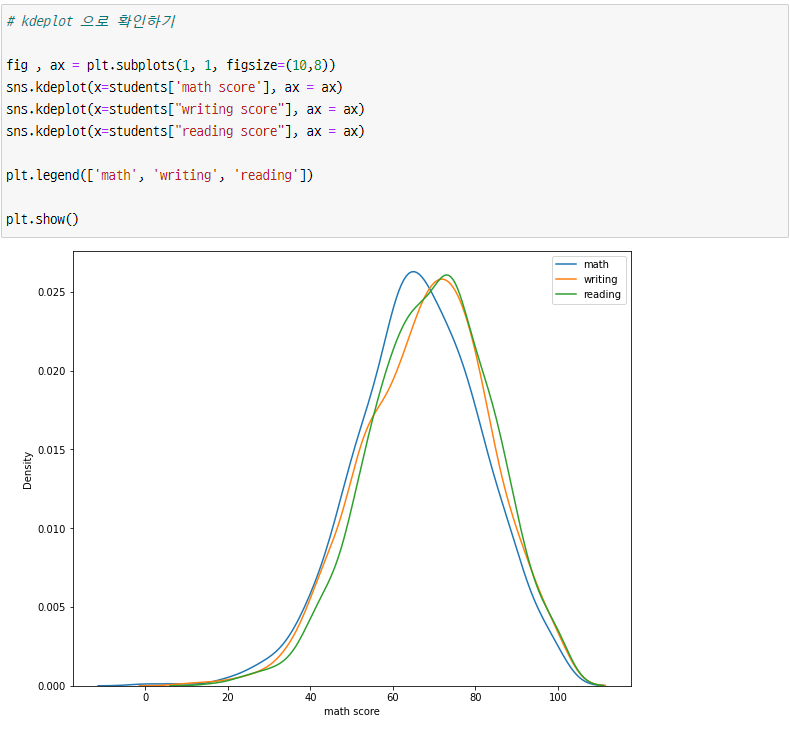 # kdeplot 으로 확인하기
fig , ax = plt.subplots(1, 1, figsize=(10,8))
sns.kdeplot(x=students['math score'], ax = ax)
sns.kdeplot(x=students["writing score"], ax = ax)
sns.kdeplot(x=students["reading score"], ax = ax)
plt.legend(['math', 'writing', 'reading'])
plt.show()
math
writing
reading
0.025
0.020
0.015
0.010
0.005
0.000
Density
0 20 40 60 80 100
math score